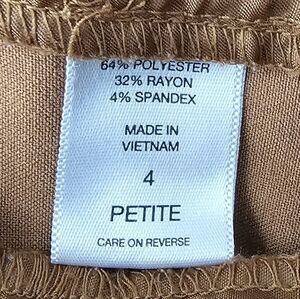 64% POLYESTER
32% RAYON
4% SPANDEX
MADE IN
VIETNAM
4
PETITE
CARE ON REVERSE